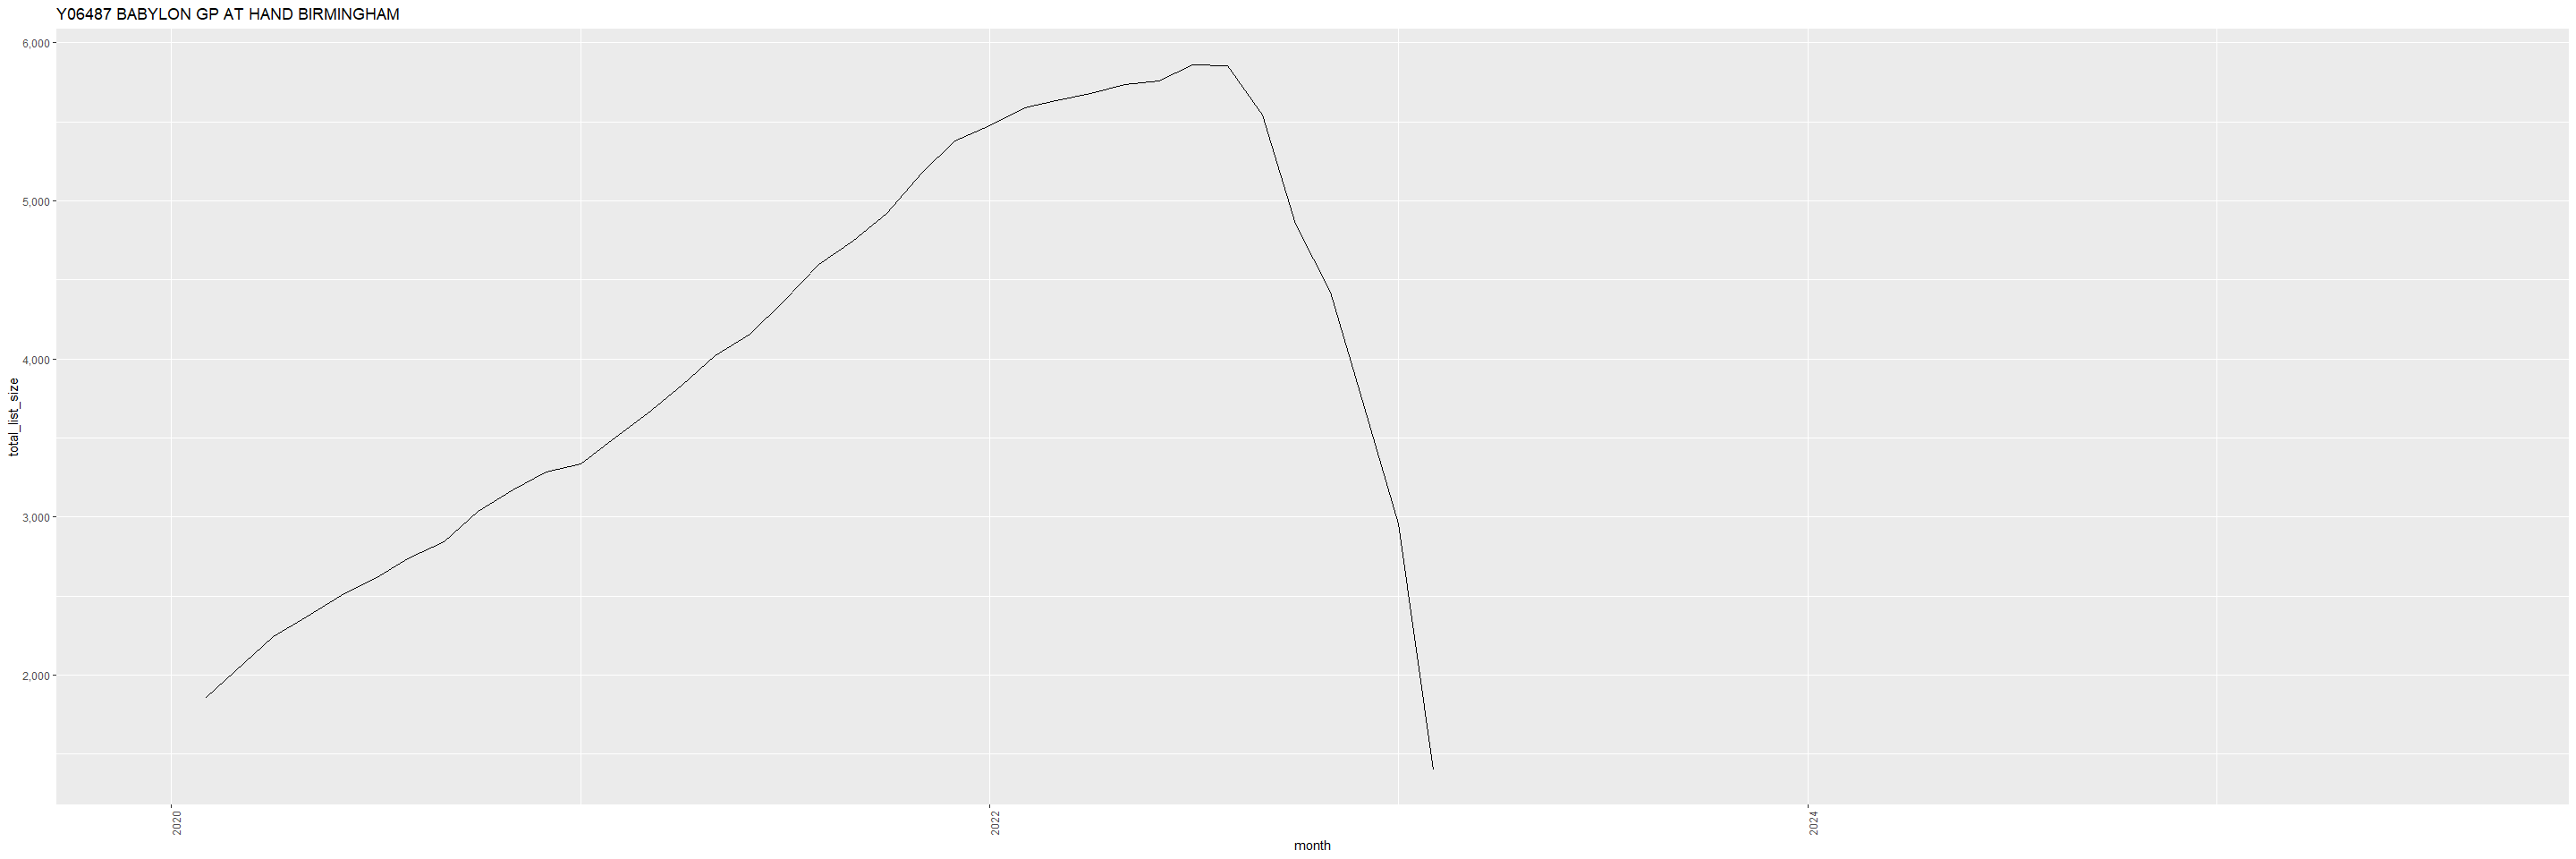 Y06487 BABYLON GP AT HAND BIRMINGHAM
6,000
5,000
4,000
3,000
2,000
total_list_size
2020
2022
2024
month